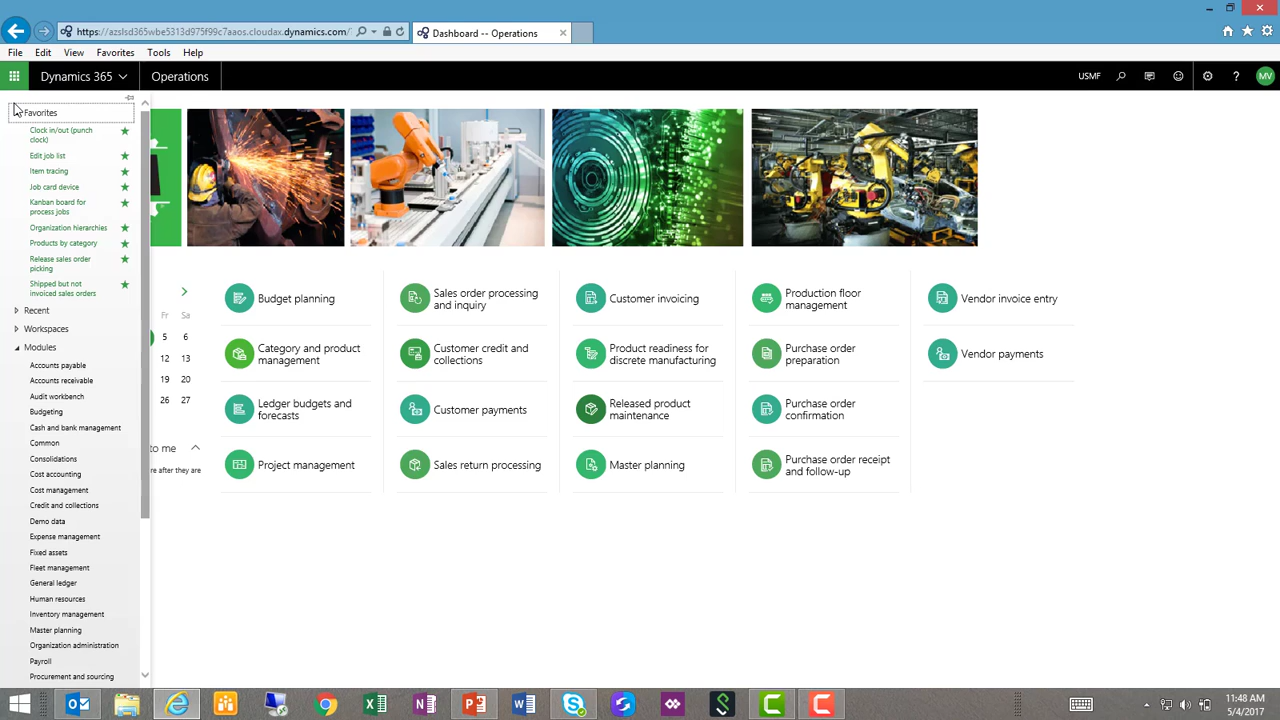 https://azslsd365wbe5313d975f99c7aaos.cloudax.dynamics.com/
Dashboard -- Operations
File Edit View Favorites Tools Help
Dynamics 365
Operations
USMF
MV
Favorites
Clock in/out (punch
clock)
Edit job list
Item tracing
Job card device
Kanban board for
process jobs
Organization hierarchies
Products by category
Release sales order
picking
Shipped but not
invoiced sales orders
Recent
Workspaces
Modules
Accounts payable
Accounts receivable
Audit workbench
Budgeting
Cash and bank management
Common
Consolidations
Cost accounting
Cost management
Credit and collections
Demo data
Expense management
Fixed assets
Fleet management
General ledger
Human resources
Inventory management
Master planning
Organization administration
Payroll
Procurement and sourcing
Fr Sa
5 6
12 13
19 20
26 27
to me
re after they are
Budget planning
Category and product
management
Ledger budgets and
forecasts
Project management
Sales order processing
and inquiry
Customer credit and
collections
Customer payments
Sales return processing
Customer invoicing
Product readiness for
discrete manufacturing
Released product
maintenance
Master planning
Production floor
management
Purchase order
preparation
Purchase order
confirmation
Purchase order receipt
and follow-up
Vendor invoice entry
Vendor payments
11:48 AM
5/4/2017